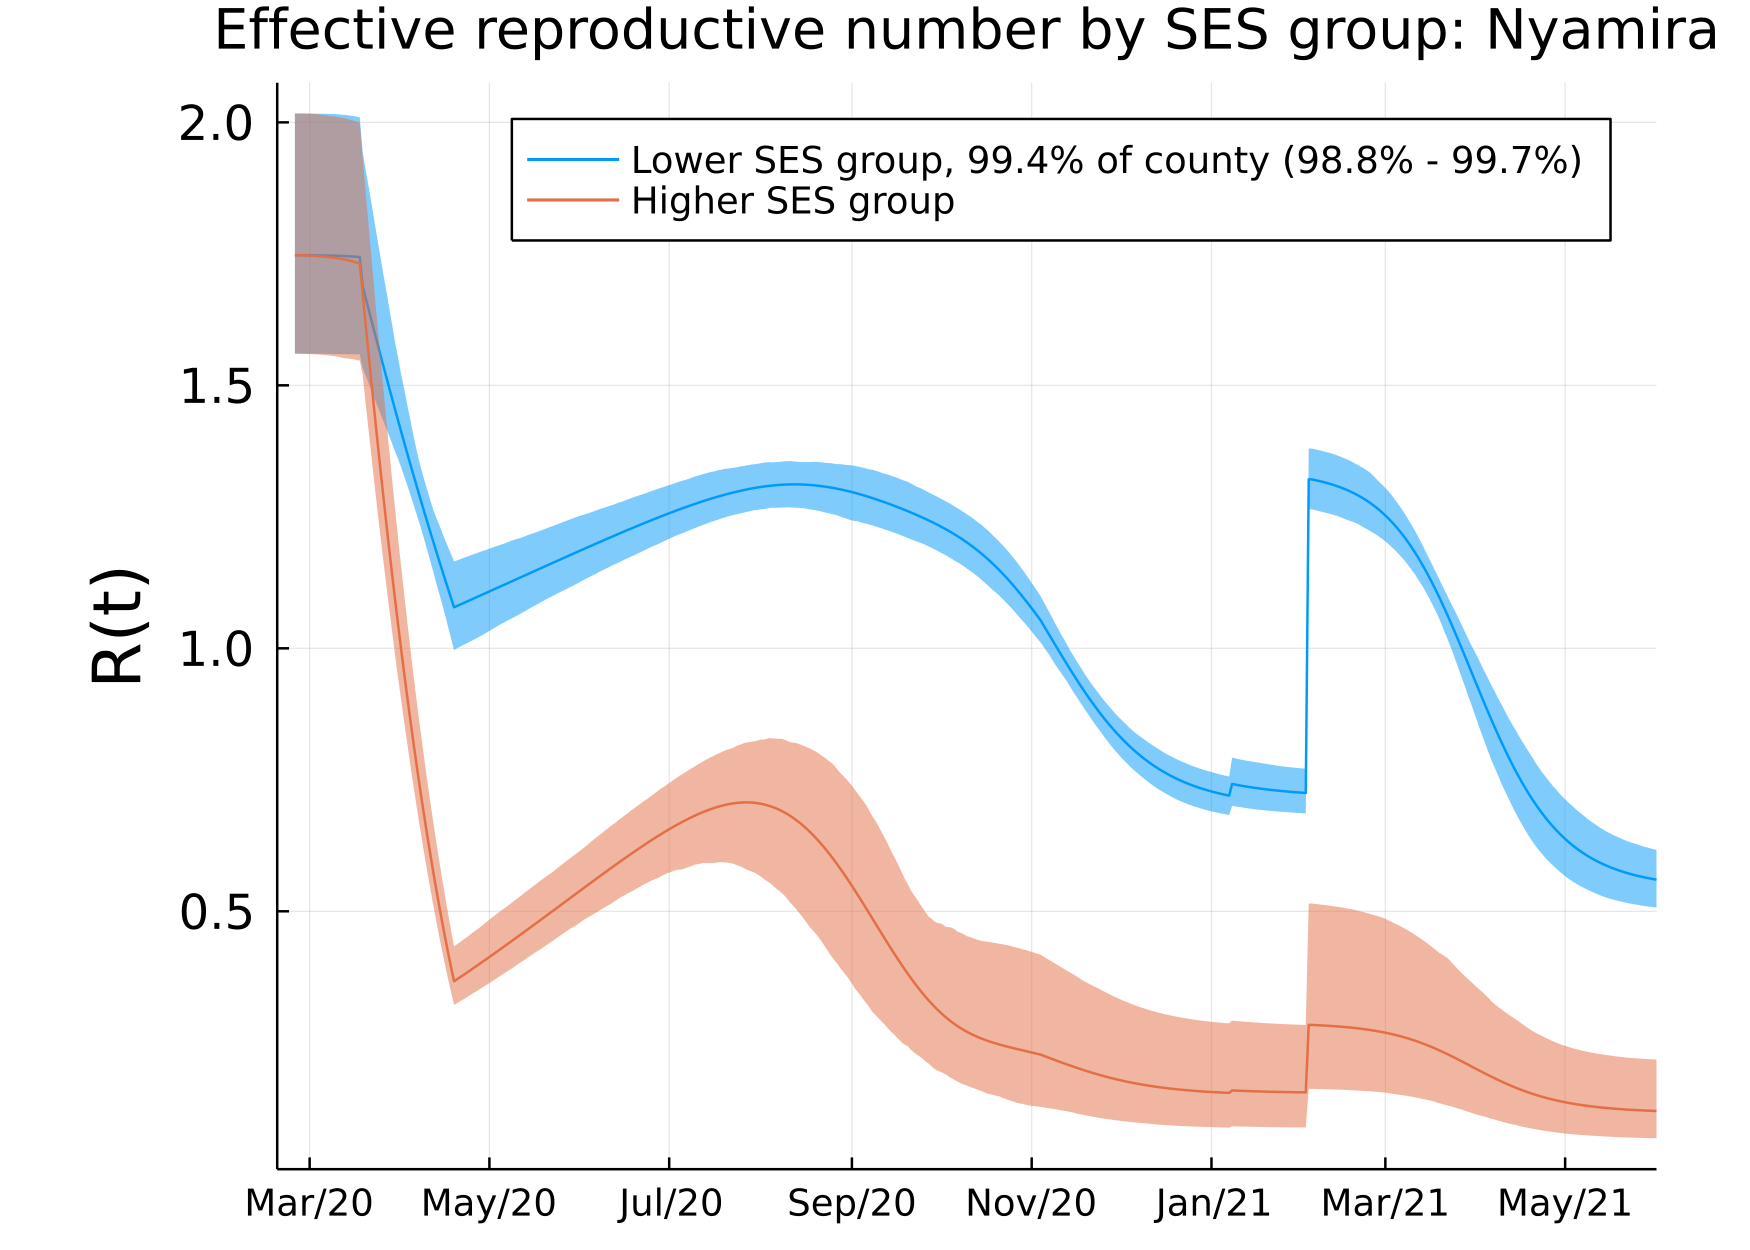 Effective reproductive number by SES group: Nyamira
Lower SES group, 99.4% of county (98.8% - 99.7%)
Higher SES group
R(t)
2.0
1.5
1.0
0.5
Mar/20 May/20 Jul/20 Sep/20 Nov/20 Jan/21 Mar/21 May/21